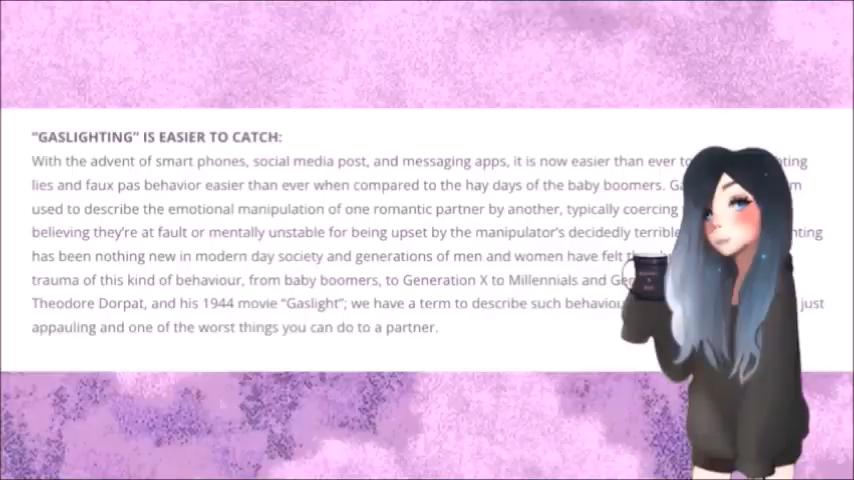 “GASLIGHTING” IS EASIER TO CATCH:
With the advent of smart phones, social media post, and messaging apps, it is now easier than ever to hting
lies and faux pas behavior easier than ever when compared to the hay days of the baby boomers. m
used to describe the emotional manipulation of one romantic partner by another, typically coercing
believing they’re at fault or mentally unstable for being upset by the manipulator’s decidedly terrible nting
has been nothing new in modern day society and generations of men and women have felt
trauma of this kind of behaviour, from baby boomers, to Generation X to Millennials and
Theodore Dorpat, and his 1944 movie “Gaslight”; we have a term to describe such behaviou just
appauling and one of the worst things you can do to a partner.